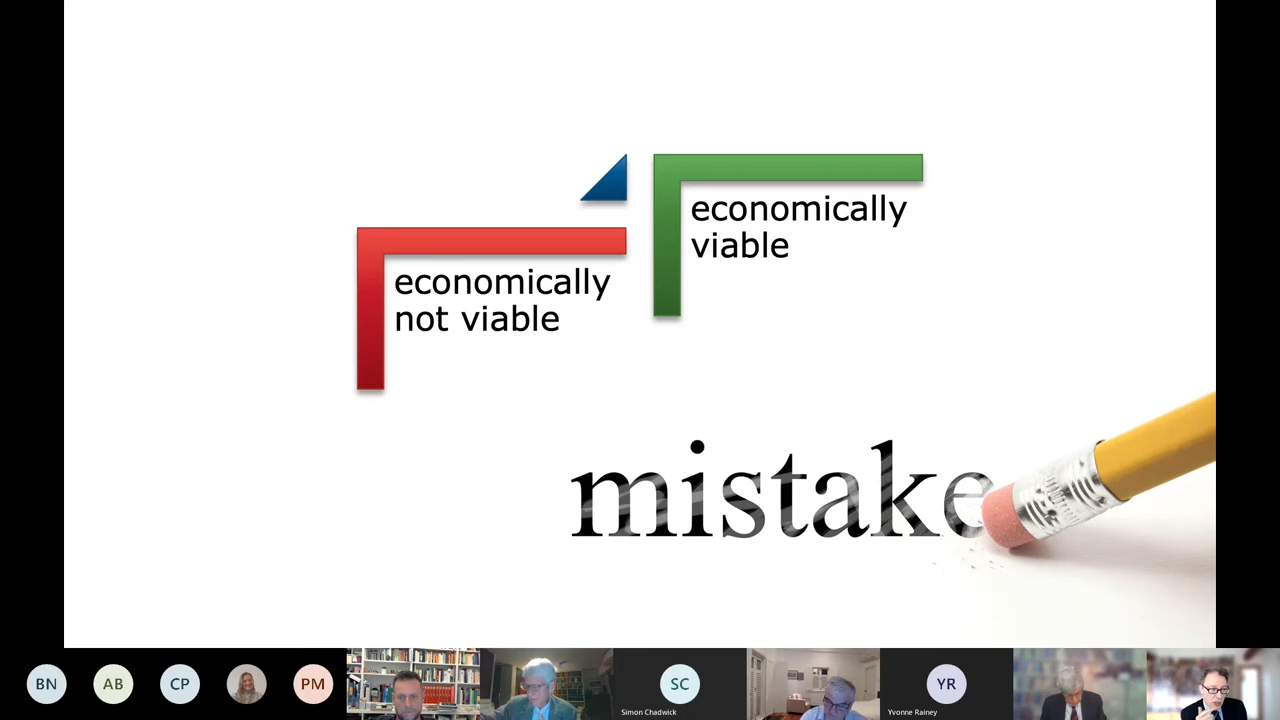 economically
viable
economically
not viable
mistake
BN
AB
CP
PM
SC
Simon Chadwick
YR
Yvonne Rainey